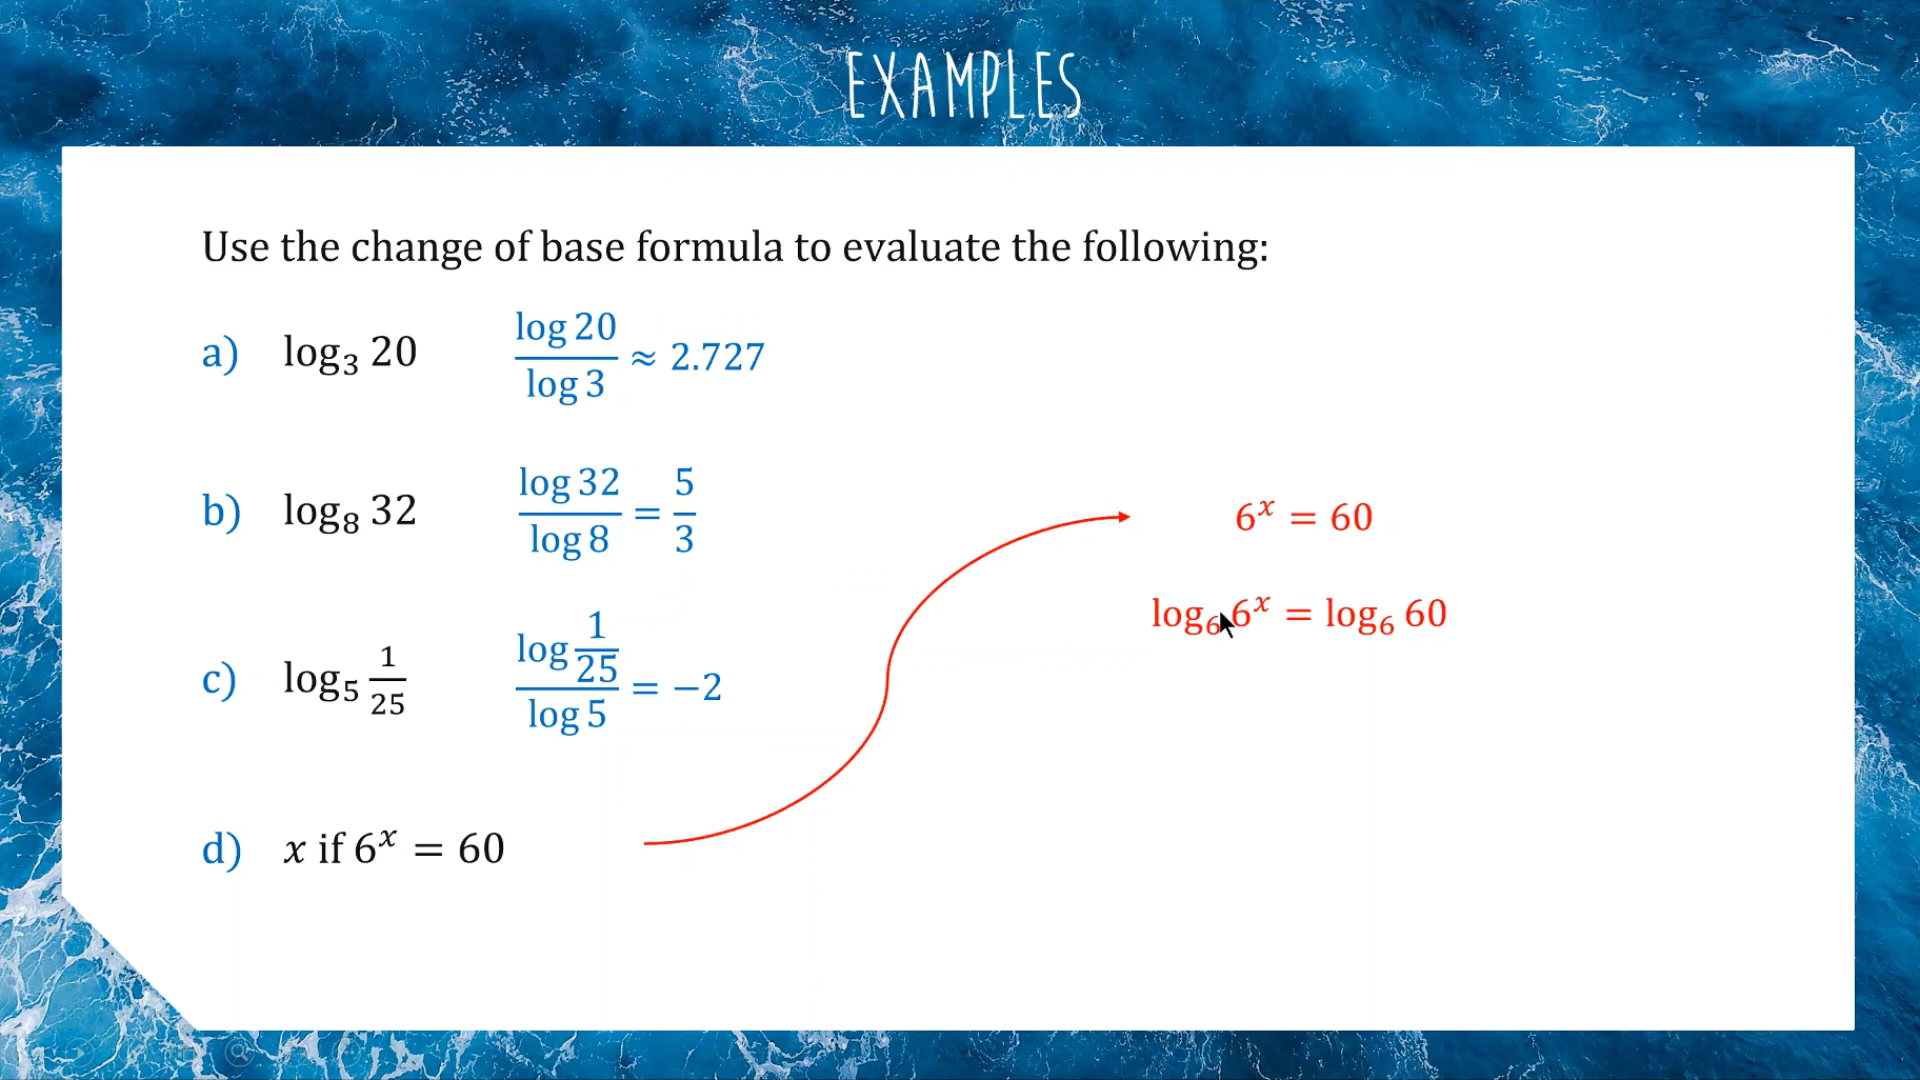 EXAMPLES
Use the change of base formula to evaluate the following:
a) log₃ 20 log 20 / log 3 ≈ 2.727
b) log₈ 32 log 32 / log 8 = 5/3
c) log₅ 1/25 log 1/25 / log 5 = −2
d) x if 6ˣ = 60
6ˣ = 60
log₆ 6ˣ = log₆ 60